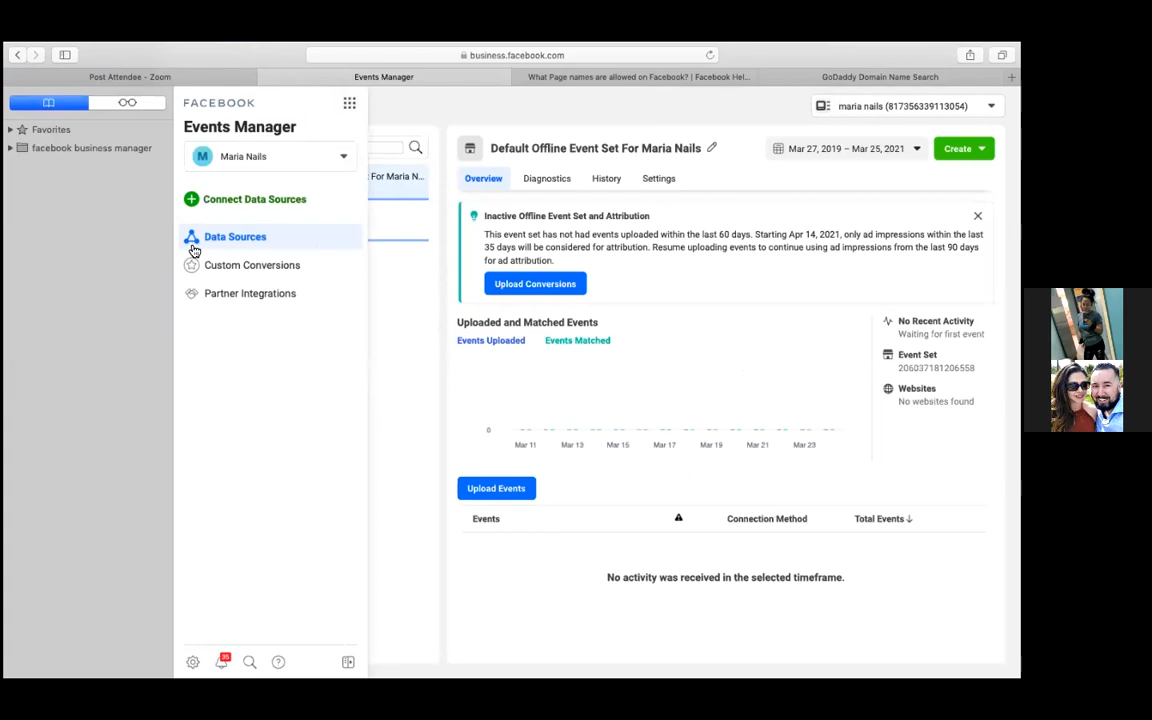 business.facebook.com
Post Attendee - Zoom
Events Manager
What Page names are allowed on Facebook? | Facebook Hel...
GoDaddy Domain Name Search
Favorites
facebook business manager
FACEBOOK
Events Manager
M Maria Nails
Connect Data Sources
Data Sources
Custom Conversions
Partner Integrations
35
For Maria N...
maria nails (817356339113054)
Default Offline Event Set For Maria Nails
Mar 27, 2019 – Mar 25, 2021
Create
Overview
Diagnostics
History
Settings
Inactive Offline Event Set and Attribution
This event set has not had events uploaded within the last 60 days. Starting Apr 14, 2021, only ad impressions within the last
35 days will be considered for attribution. Resume uploading events to continue using ad impressions from the last 90 days
for ad attribution.
Upload Conversions
Uploaded and Matched Events
Events Uploaded
Events Matched
0
Mar 11
Mar 13
Mar 15
Mar 17
Mar 19
Mar 21
Mar 23
No Recent Activity
Waiting for first event
Event Set
206037181206558
Websites
No websites found
Upload Events
Events
Connection Method
Total Events
No activity was received in the selected timeframe.